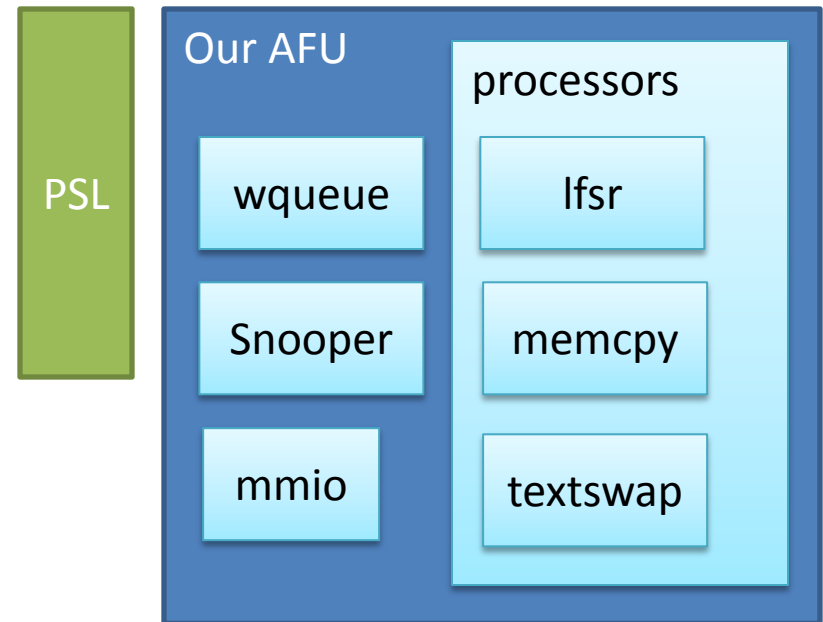 PSL
Our AFU
wqueue
Snooper
mmio
processors
lfsr
memcpy
textswap